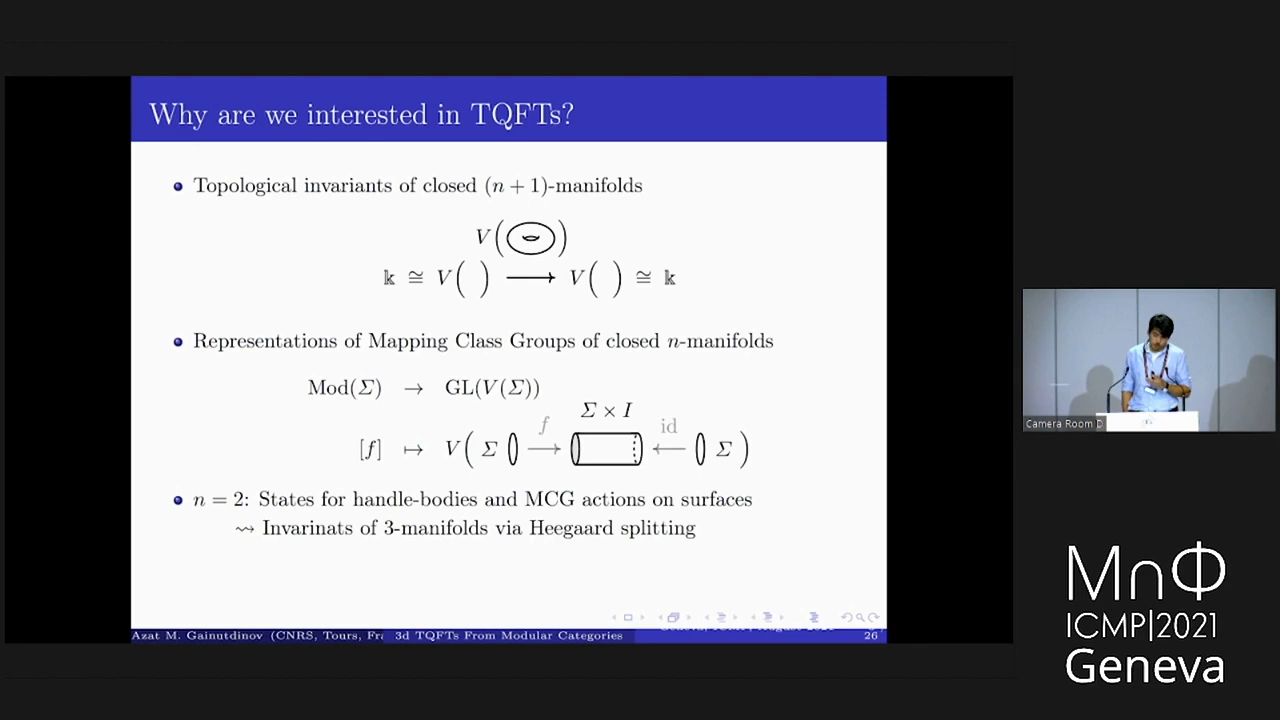 Why are we interested in TQFTs?
Topological invariants of closed (n + 1)-manifolds
V( )
𝕜 ≅ V( ) ⟶ V( ) ≅ 𝕜
Representations of Mapping Class Groups of closed n-manifolds
Mod(Σ) → GL(V(Σ))
Σ × I
f id
[f] ↦ V( Σ ⟶ ⟵ Σ )
n = 2: States for handle-bodies and MCG actions on surfaces
⇝ Invarinats of 3-manifolds via Heegaard splitting
Azat M. Gainutdinov (CNRS, Tours, Fra 3d TQFTs From Modular Categories
26
Camera Room D
MnΦ
ICMP|2021
Geneva